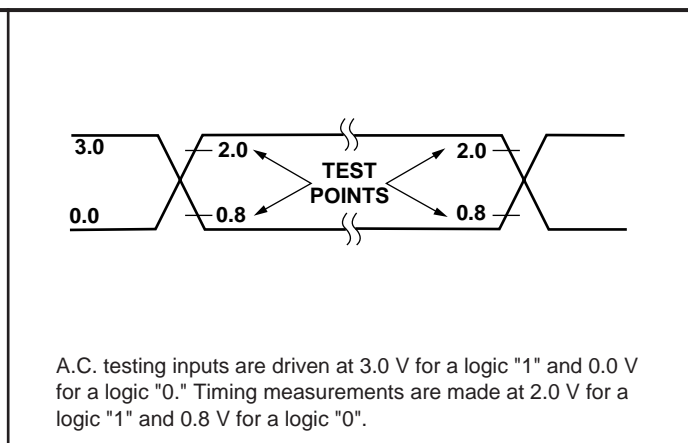 3.0
2.0
2.0
TEST
POINTS
0.0
0.8
0.8
A.C. testing inputs are driven at 3.0 V for a logic "1" and 0.0 V
for a logic "0." Timing measurements are made at 2.0 V for a
logic "1" and 0.8 V for a logic "0".